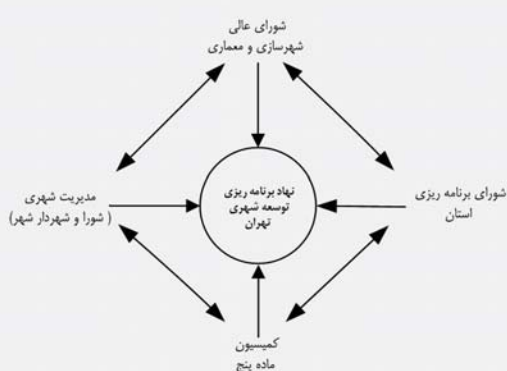 شورای عالی
شهرسازی و معماری
شورای برنامه ریزی
استان
نهاد برنامه ریزی
توسعه شهری
تهران
مدیریت شهری
( شورا و شهردار شهر)
کمیسیون
ماده پنج